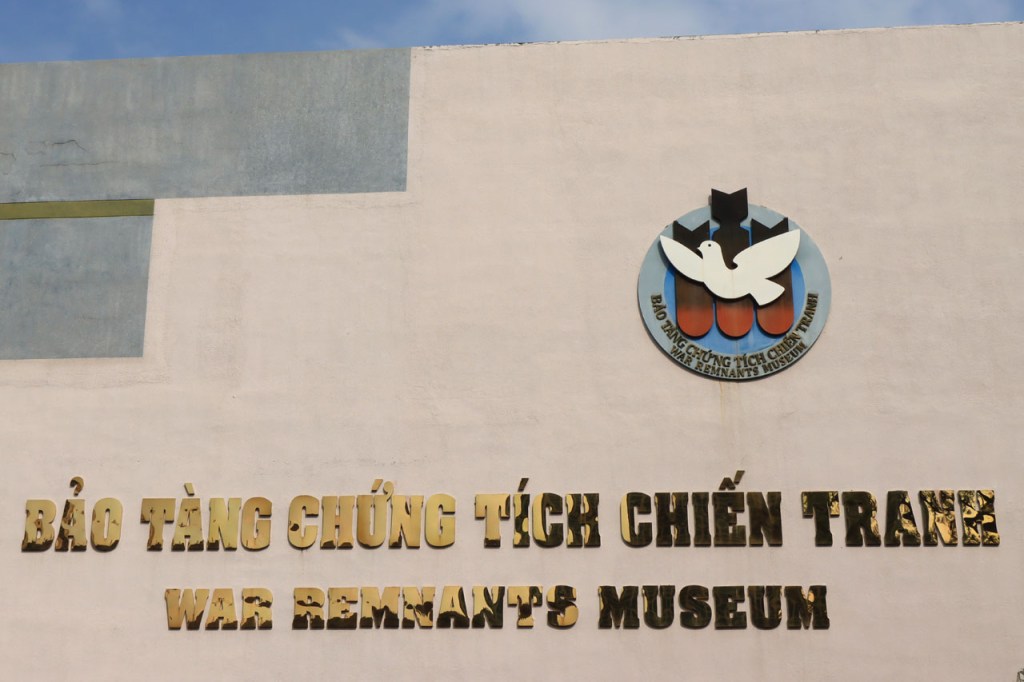 BẢO TÀNG CHỨNG TÍCH CHIẾN TRANH
WAR REMNANTS MUSEUM
BẢO TÀNG CHỨNG TÍCH CHIẾN TRANH
WAR REMNANTS MUSEUM